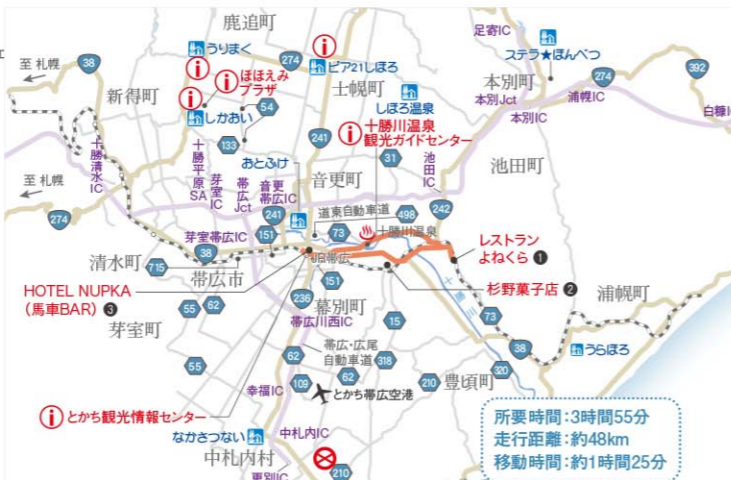 鹿追町
足寄IC
至 札幌
38
うりまく
274
ピア21しほろ
ステラ★ほんべつ
392
ほほえみ
プラザ
士幌町
本別町
274
新得町
54
しほろ温泉
本別Jct
浦幌IC
しかおい
十勝川温泉
観光ガイドセンター
本別IC
白糠IC
133
241
十勝清水IC
十勝平原SA
芽室IC
帯広Jct
音更帯広IC
おとふけ
31
池田IC
池田町
至 札幌
音更町
274
241
道東自動車道
498
242
151
73
十勝川温泉
芽室帯広IC
38
JR帯広
レストラン
よねくら ❶
清水町
715
帯広市
151
十勝川
杉野菓子店 ❷
浦幌町
HOTEL NUPKA
(馬車BAR) ❸
236
幕別町
73
55
62
帯広川西IC
15
芽室町
38
うらほろ
62
帯広・広尾
自動車道
318
320
55
109
62
210
豊頃町
幸福IC
とかち帯広空港
とかち観光情報センター
なかさつない
中札内IC
中札内村
210
更別IC
所要時間:3時間55分
走行距離:約48km
移動時間:約1時間25分